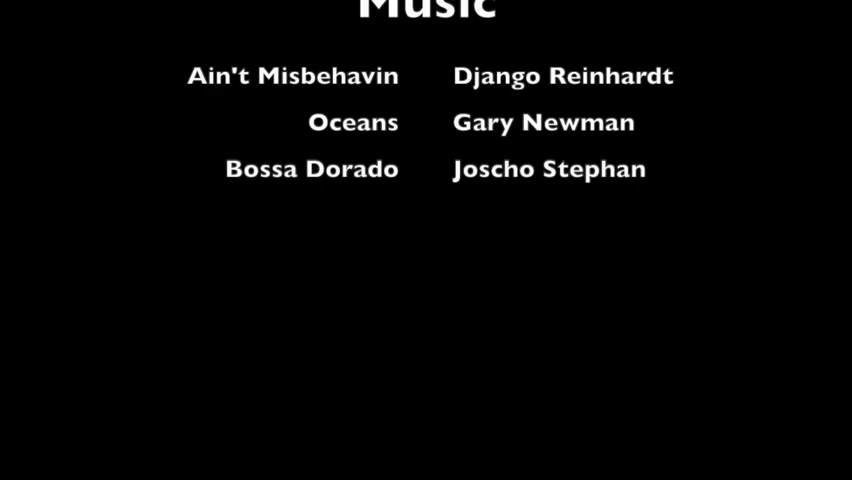 Music
Ain't Misbehavin Django Reinhardt
Oceans Gary Newman
Bossa Dorado Joscho Stephan